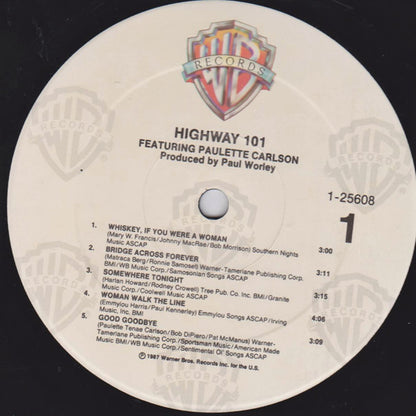 WB
RECORDS
HIGHWAY 101
FEATURING PAULETTE CARLSON
Produced by Paul Worley
1-25608
1
1. WHISKEY, IF YOU WERE A WOMAN
(Mary W. Francis/Johnny MacRae/Bob Morrison) Southern Nights
Music ASCAP 3:00
2. BRIDGE ACROSS FOREVER
(Matraca Berg/Ronnie Samoset) Warner-Tamerlane Publishing Corp.
BMI/WB Music Corp./Samosonian Songs ASCAP 3:11
3. SOMEWHERE TONIGHT
(Harlan Howard/Rodney Crowell) Tree Pub. Co. Inc. BMI/Granite
Music Corp./Coolwell Music ASCAP 3:15
4. WOMAN WALK THE LINE
(Emmylou Harris/Paul Kennerley) Emmylou Songs ASCAP/Irving
Music, Inc. BMI 4:06
5. GOOD GOODBYE
(Paulette Tenae Carlson/Bob DiPiero/Pat McManus) Warner-
Tamerlane Publishing Corp./Sportsman Music/American Made
Music BMI/WB Music Corp./Sentimental Ol' Songs ASCAP 3:09
℗ 1987 Warner Bros. Records Inc. for the U.S.